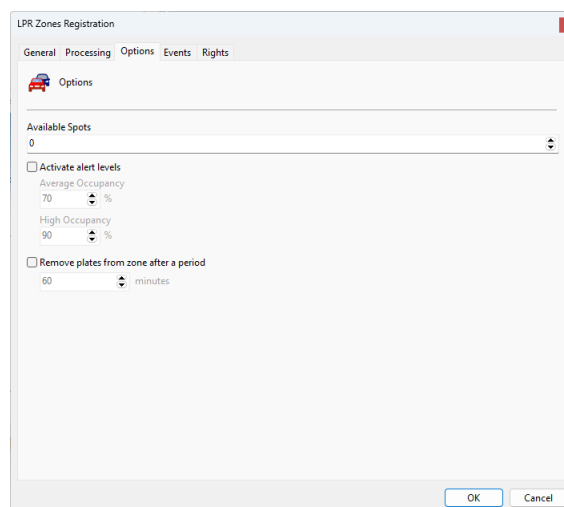 LPR Zones Registration
General Processing Options Events Rights
Options
Available Spots
0
Activate alert levels
Average Occupancy
70 %
High Occupancy
90 %
Remove plates from zone after a period
60 minutes
OK Cancel